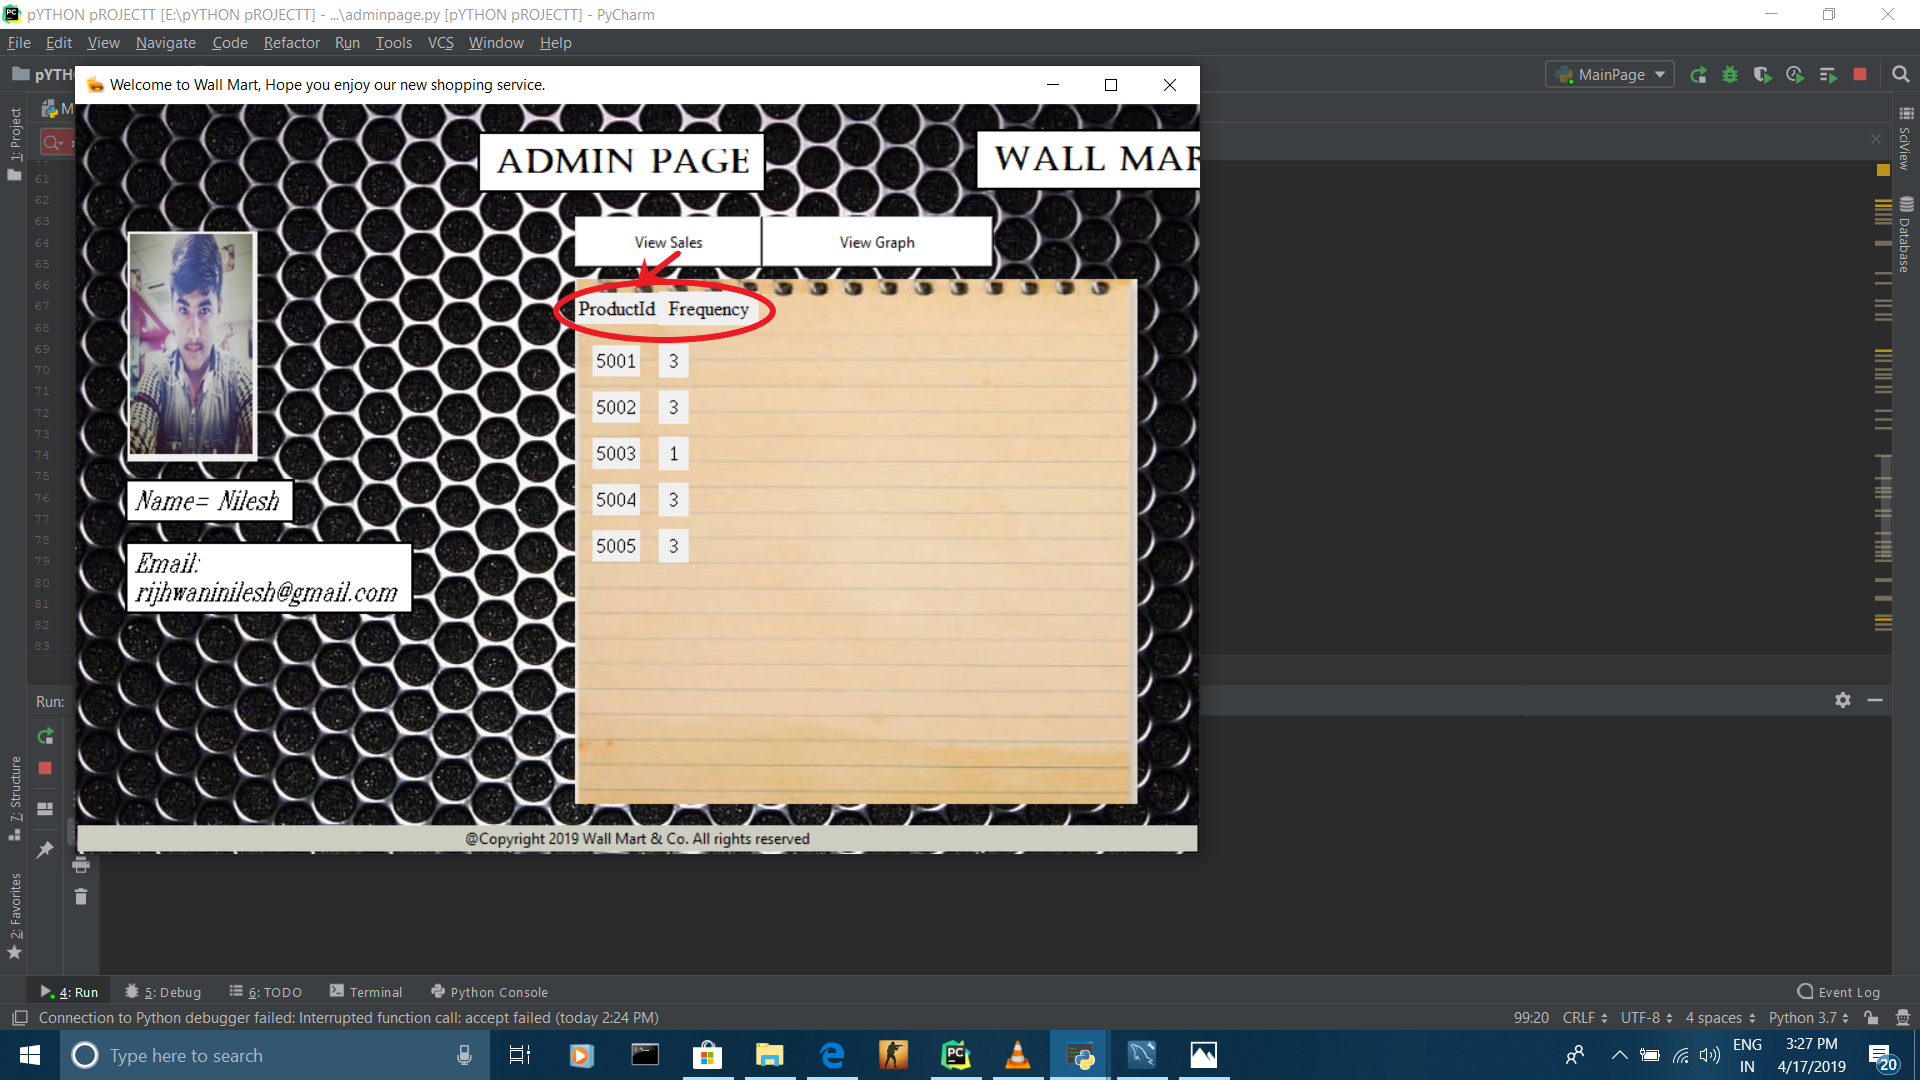 pYTHON pROJECTT [E:\pYTHON pROJECTT] - ...\adminpage.py [pYTHON pROJECTT] - PyCharm
File Edit View Navigate Code Refactor Run Tools VCS Window Help
pYTH
MainPage
Welcome to Wall Mart, Hope you enjoy our new shopping service.
M
1: Project
SciView
Database
ADMIN PAGE
WALL MAR
View Sales
View Graph
ProductId Frequency
5001 3
5002 3
5003 1
5004 3
5005 3
Name= Nilesh
Email:
rijhwaninilesh@gmail.com
@Copyright 2019 Wall Mart & Co. All rights reserved
61
62
63
64
65
66
67
68
69
70
71
72
73
74
75
76
77
78
79
80
81
82
83
Run:
7: Structure
2: Favorites
4: Run 5: Debug 6: TODO Terminal Python Console Event Log
Connection to Python debugger failed: Interrupted function call: accept failed (today 2:24 PM)
99:20 CRLF UTF-8 4 spaces Python 3.7
Type here to search
ENG
IN
3:27 PM
4/17/2019
20